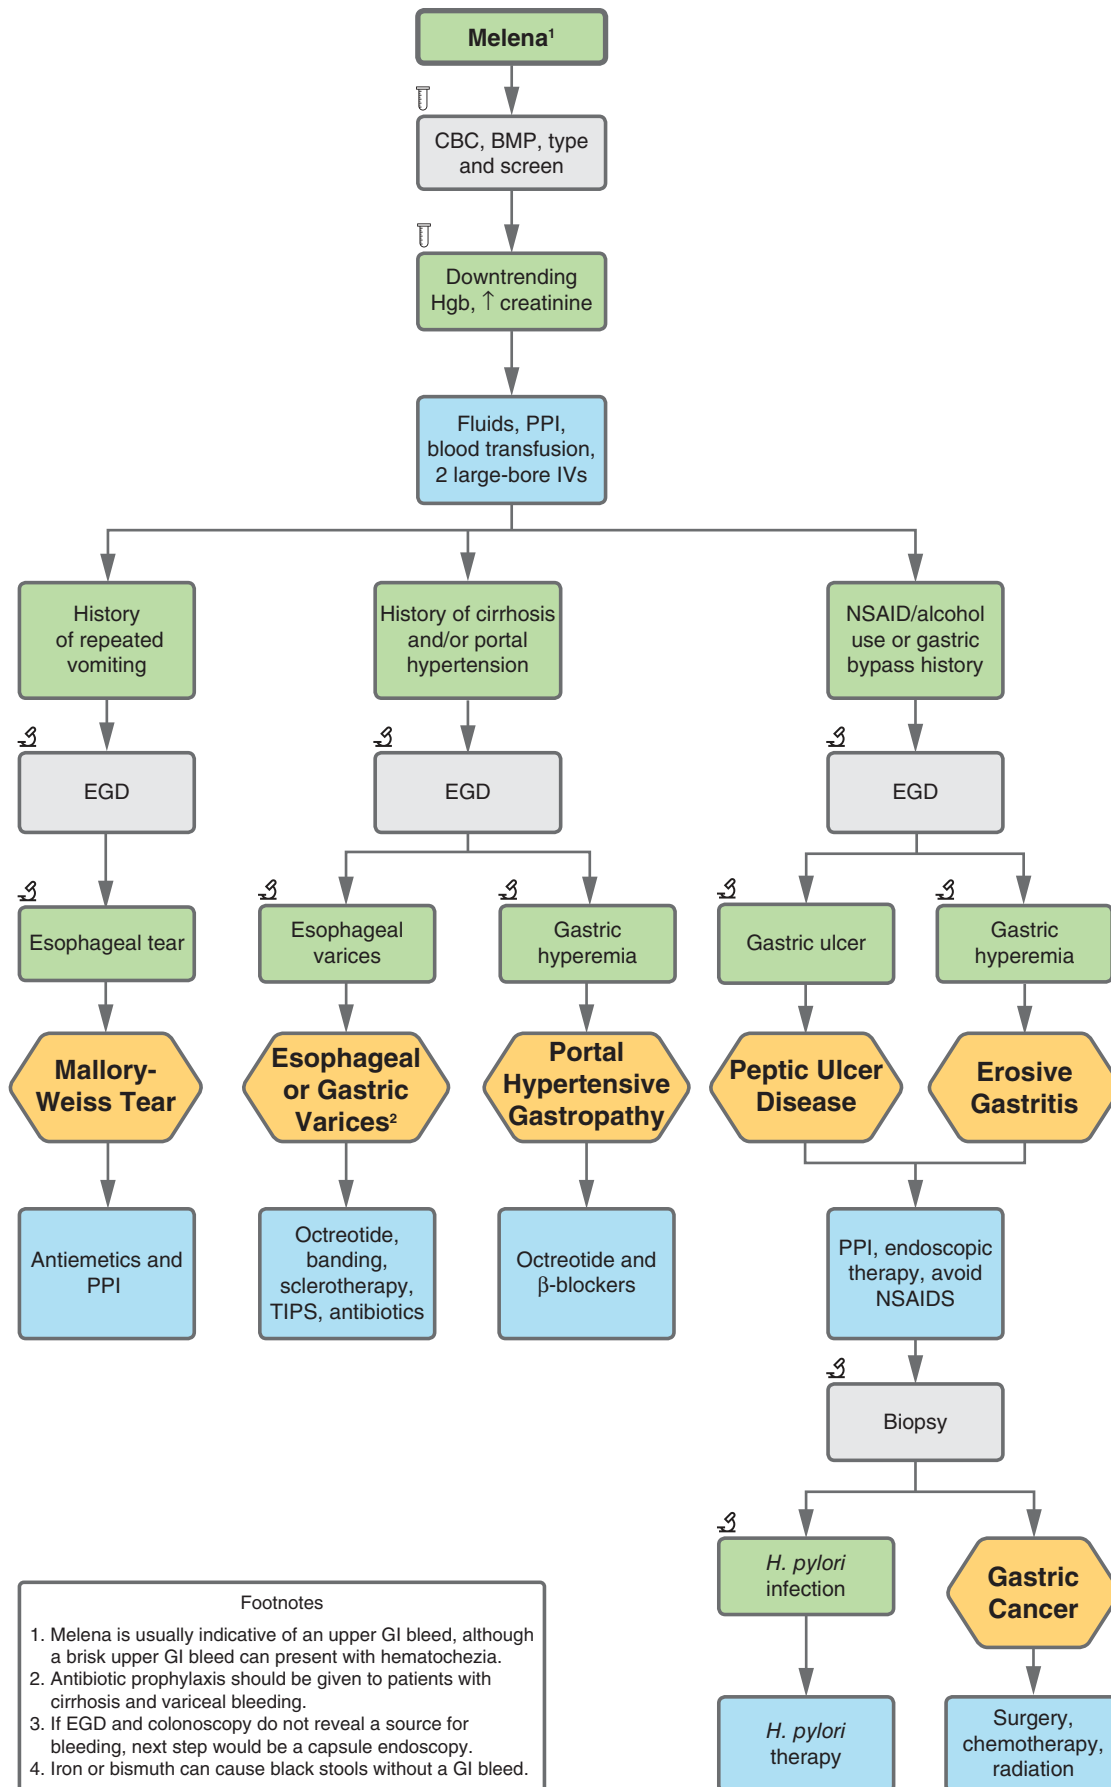 Melena¹
CBC, BMP, type
and screen
Downtrending
Hgb, ↑ creatinine
Fluids, PPI,
blood transfusion,
2 large-bore IVs
History
of repeated
vomiting
History of cirrhosis
and/or portal
hypertension
NSAID/alcohol
use or gastric
bypass history
EGD
EGD
EGD
Esophageal tear
Esophageal
varices
Gastric
hyperemia
Gastric ulcer
Gastric
hyperemia
Mallory-
Weiss Tear
Esophageal
or Gastric
Varices²
Portal
Hypertensive
Gastropathy
Peptic Ulcer
Disease
Erosive
Gastritis
Antiemetics and
PPI
Octreotide,
banding,
sclerotherapy,
TIPS, antibiotics
Octreotide and
β-blockers
PPI, endoscopic
therapy, avoid
NSAIDS
Biopsy
H. pylori
infection
Gastric
Cancer
H. pylori
therapy
Surgery,
chemotherapy,
radiation
Footnotes
1. Melena is usually indicative of an upper GI bleed, although
a brisk upper GI bleed can present with hematochezia.
2. Antibiotic prophylaxis should be given to patients with
cirrhosis and variceal bleeding.
3. If EGD and colonoscopy do not reveal a source for
bleeding, next step would be a capsule endoscopy.
4. Iron or bismuth can cause black stools without a GI bleed.